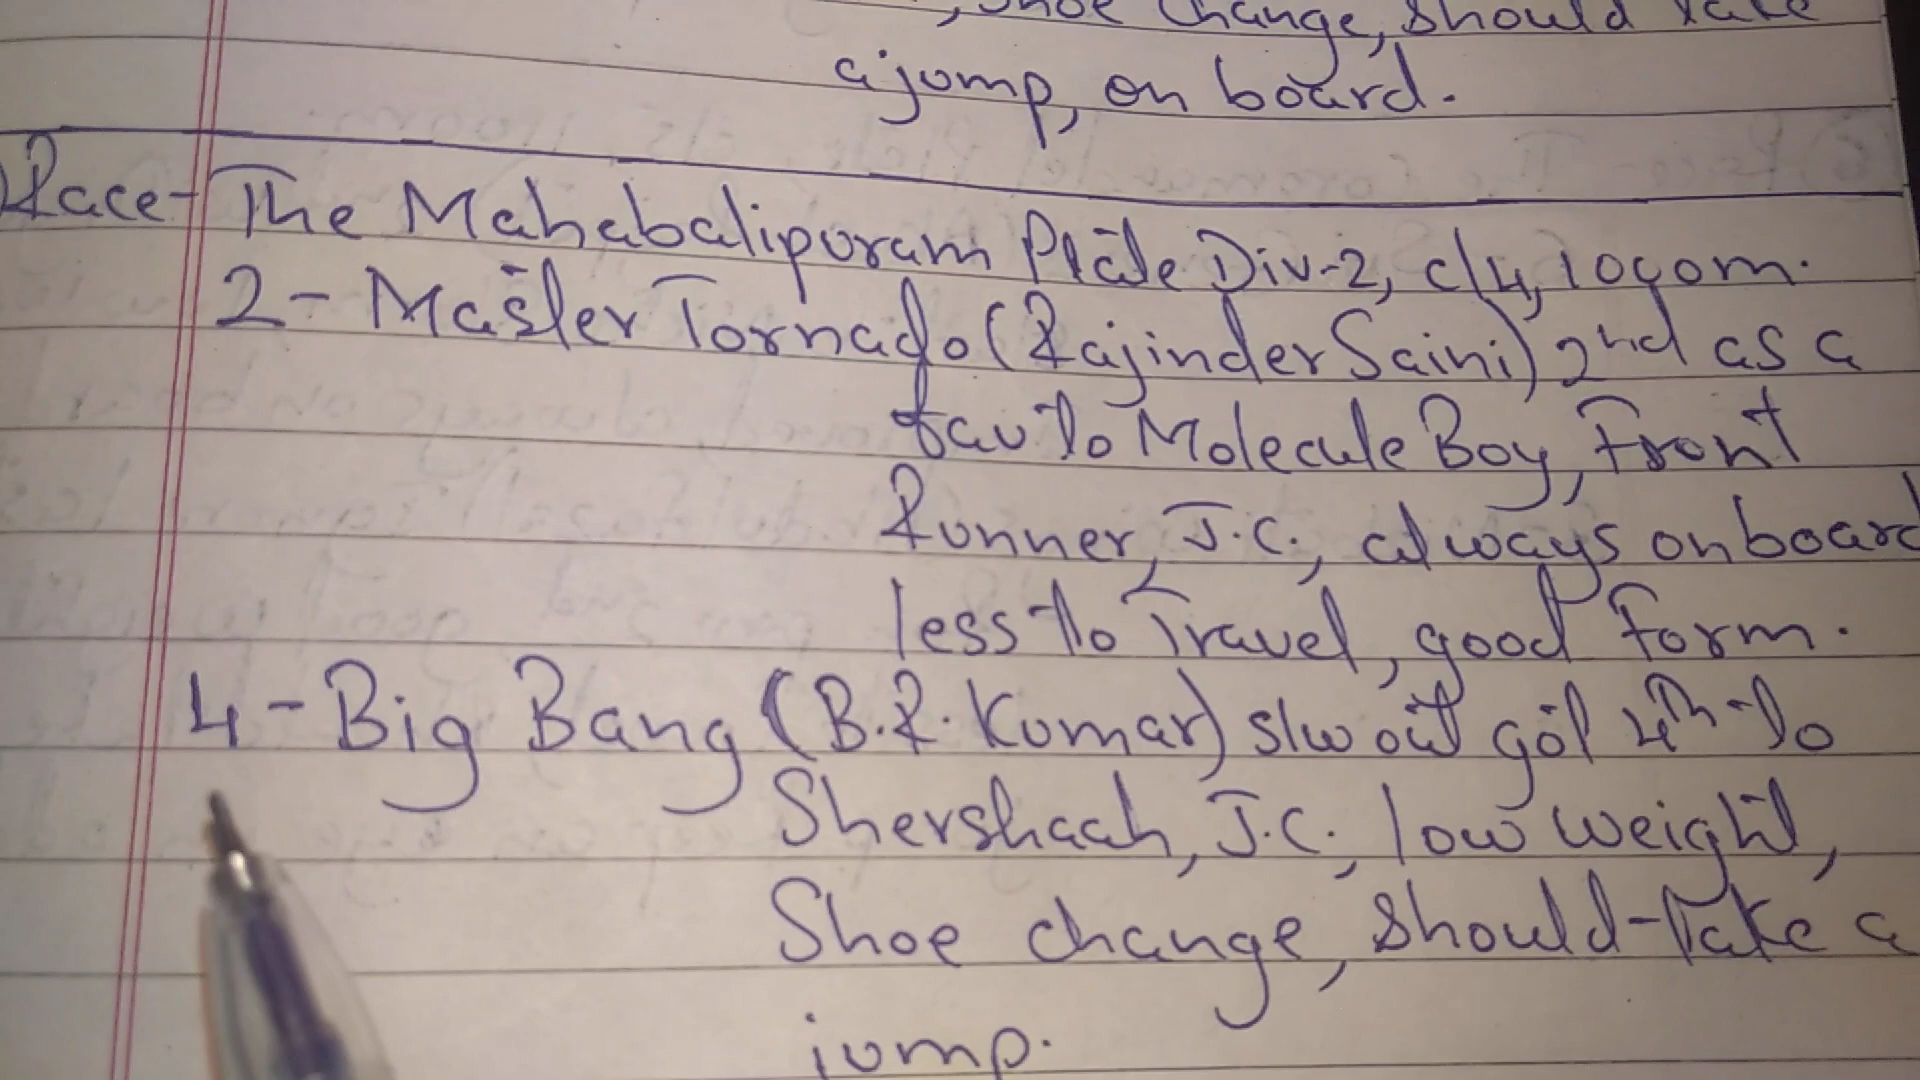 , Shoe change, should take
a jump, on board.
Race- The Mahabalipuram Plate Div-2, c/4, 1000m.
2 - Master Tornado (Rajinder Saini) 2nd as a
fav to Molecule Boy, Front
Runner, J.C., always on board
less to Travel, good form.
4 - Big Bang (B.R. Kumar) s/w out got 4th to
Shershaah, J.C., low weight,
Shoe change, should take a
jump.